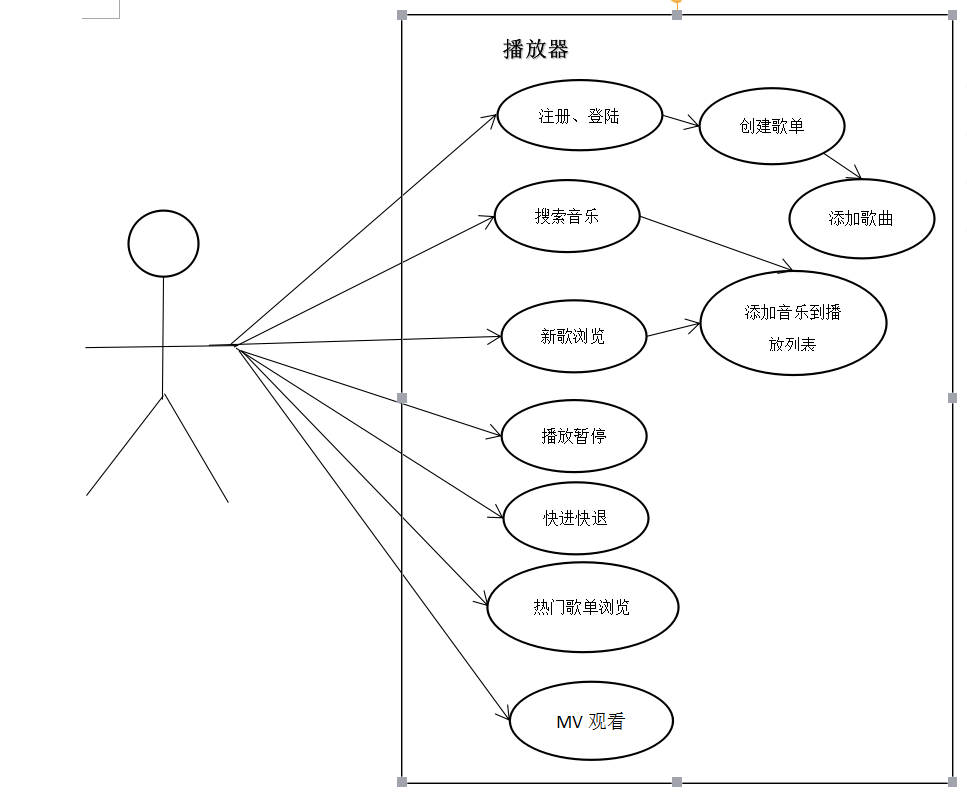 播放器
注册、登陆
创建歌单
搜索音乐
添加歌曲
新歌浏览
添加音乐到播
放列表
播放暂停
快进快退
热门歌单浏览
MV 观看